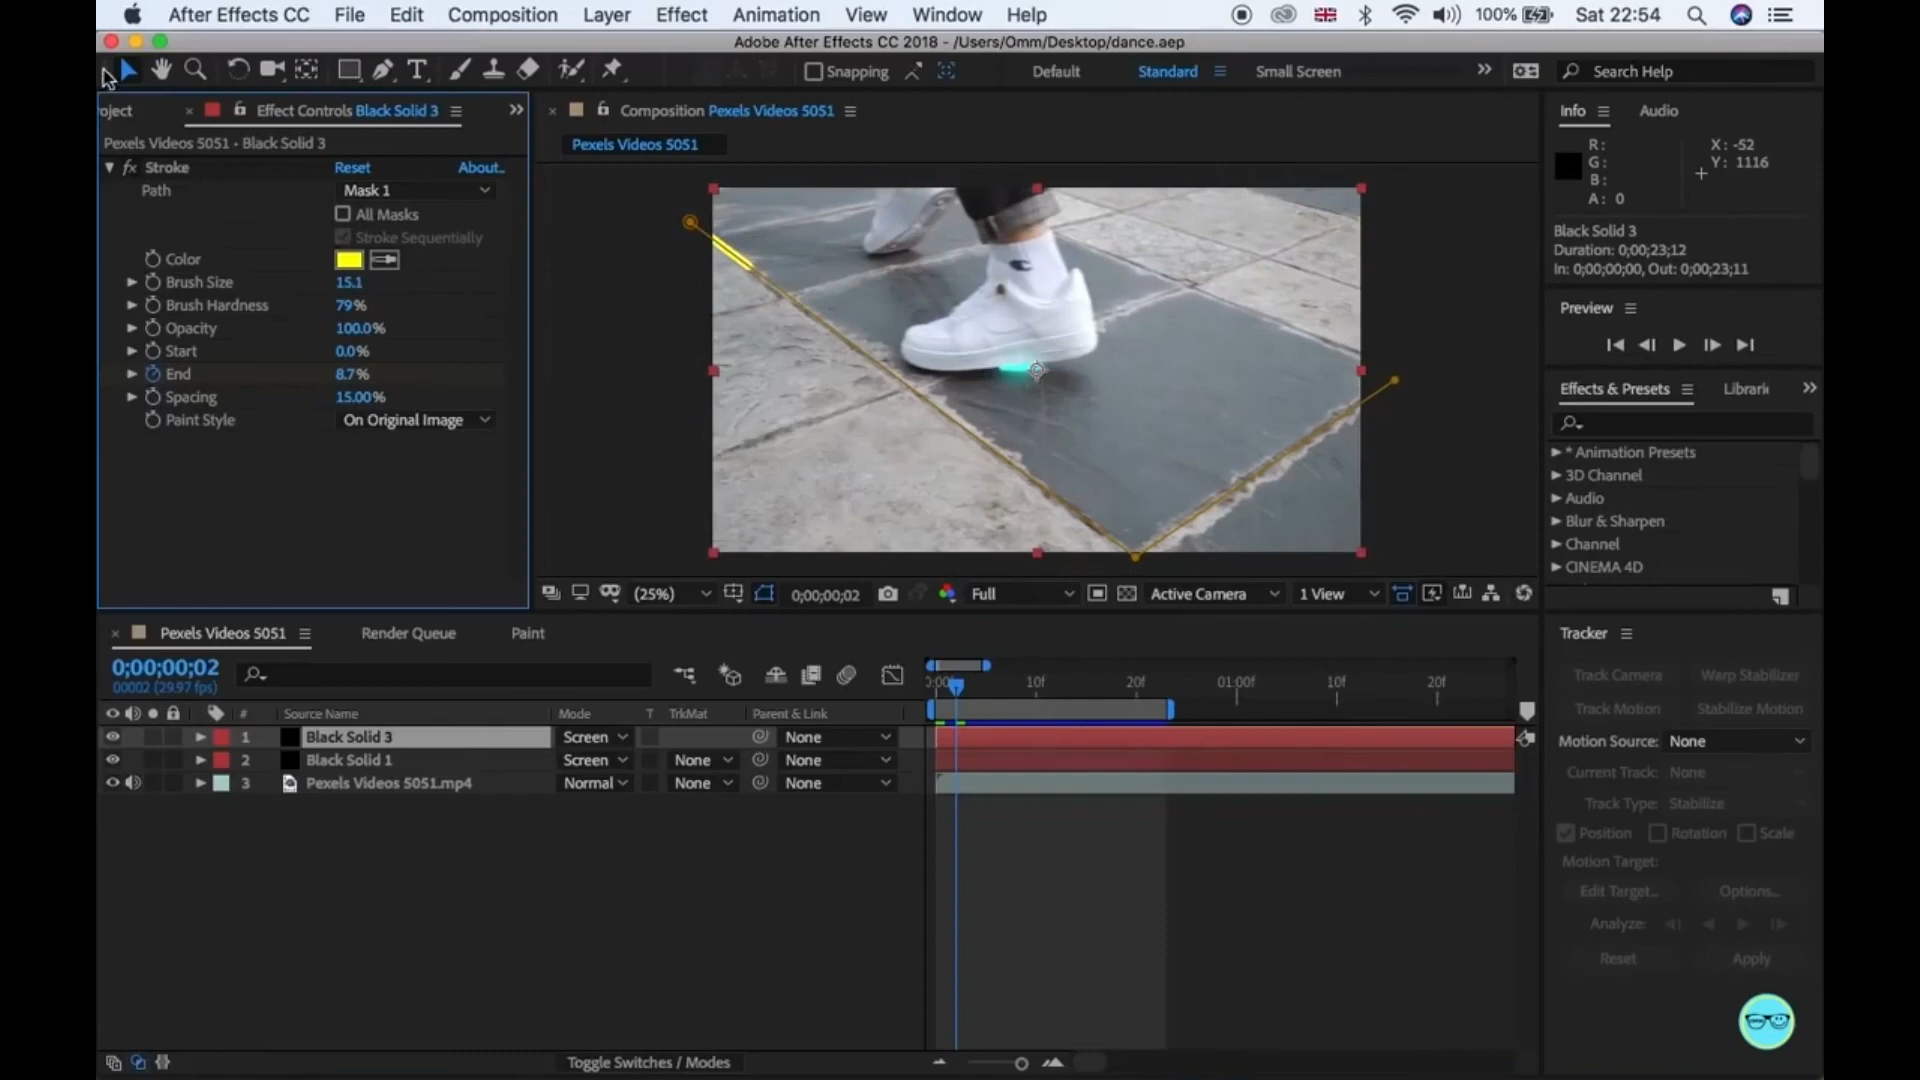 After Effects CC File Edit Composition Layer Effect Animation View Window Help 100% Sat 22:54
Adobe After Effects CC 2018 - /Users/Omm/Desktop/dance.aep
Snapping Default Standard Small Screen Search Help
oject Effect Controls Black Solid 3
Pexels Videos 5051 • Black Solid 3
fx Stroke Reset About..
Path Mask 1
All Masks
Stroke Sequentially
Color
Brush Size 15.1
Brush Hardness 79%
Opacity 100.0%
Start 0.0%
End 8.7%
Spacing 15.00%
Paint Style On Original Image
Composition Pexels Videos 5051
Pexels Videos 5051
(25%) 0;00;00;02 Full Active Camera 1 View
Info Audio
R: X: -52
G: Y: 1116
B:
A: 0
Black Solid 3
Duration: 0;00;23;12
In: 0;00;00;00, Out: 0;00;23;11
Preview
Effects & Presets Librari
* Animation Presets
3D Channel
Audio
Blur & Sharpen
Channel
CINEMA 4D
Pexels Videos 5051 Render Queue Paint
0;00;00;02
00002 (29.97 fps)
):00f 10f 20f 01:00f 10f 20f
# Source Name Mode T TrkMat Parent & Link
1 Black Solid 3 Screen None
2 Black Solid 1 Screen None None
3 Pexels Videos 5051.mp4 Normal None None
Toggle Switches / Modes
Tracker
Track Camera Warp Stabilizer
Track Motion Stabilize Motion
Motion Source: None
Current Track: None
Track Type: Stabilize
Position Rotation Scale
Motion Target:
Edit Target... Options...
Analyze:
Reset Apply